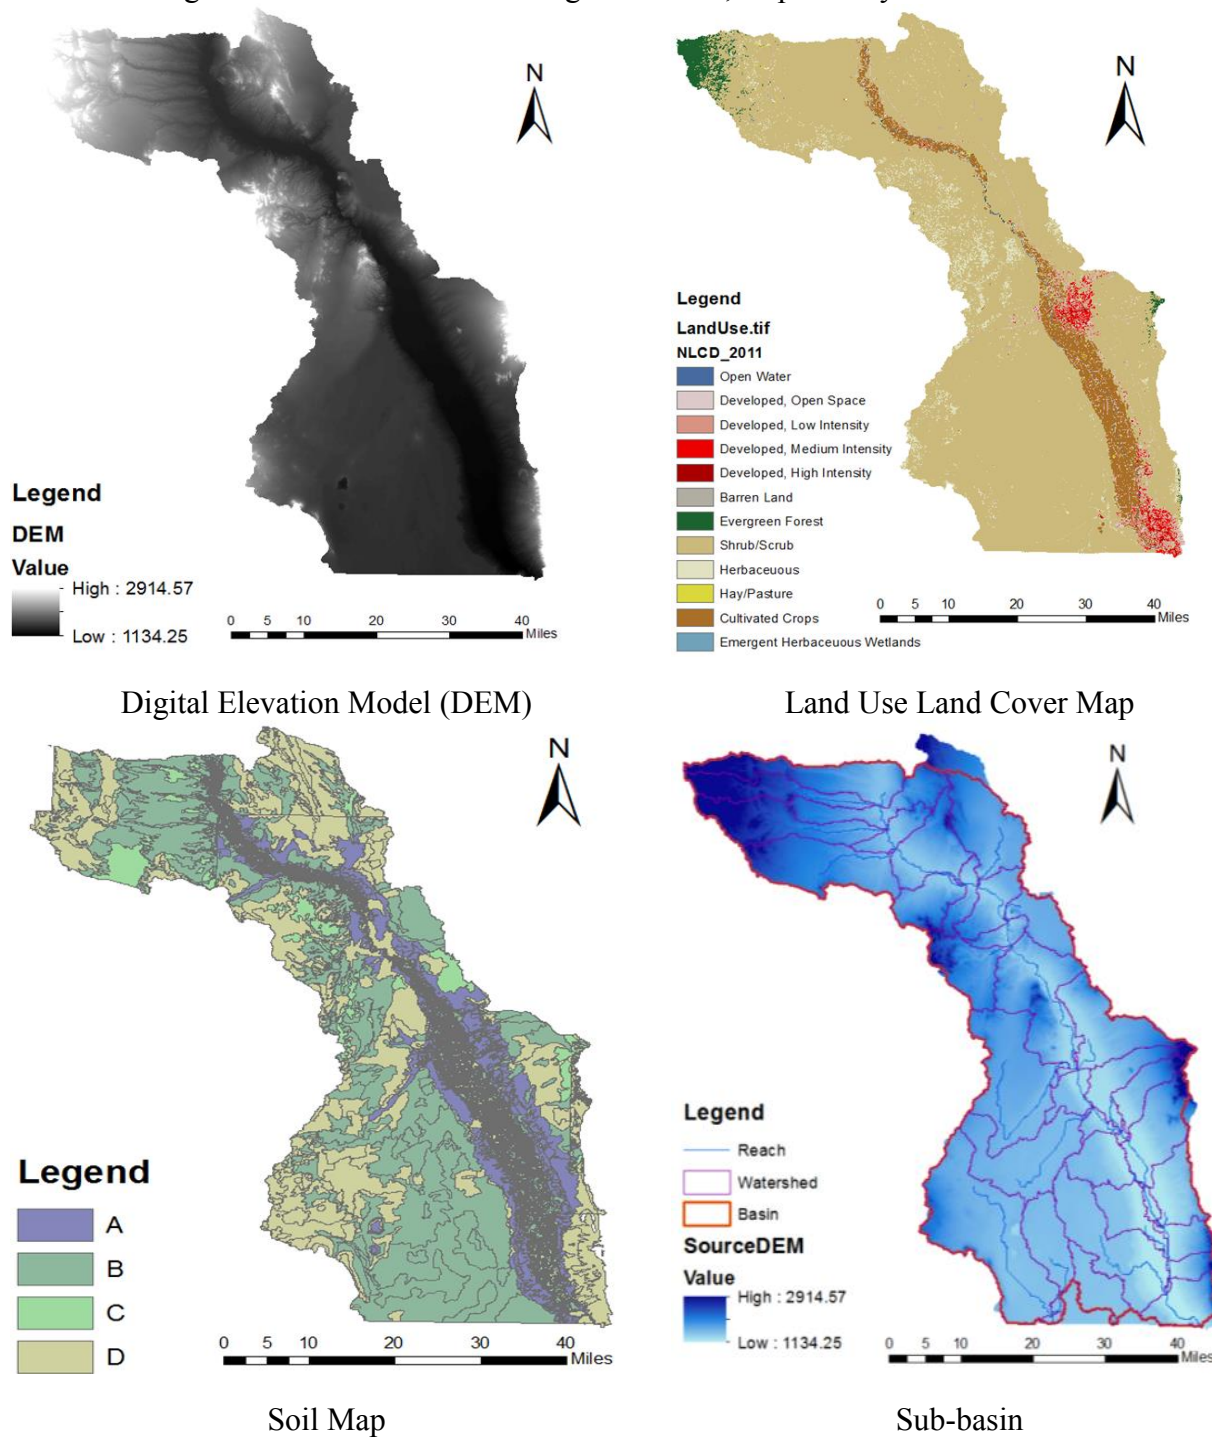 N
Legend
DEM
Value
High : 2914.57
Low : 1134.25
0 5 10 20 30 40
Miles
N
Legend
LandUse.tif
NLCD_2011
Open Water
Developed, Open Space
Developed, Low Intensity
Developed, Medium Intensity
Developed, High Intensity
Barren Land
Evergreen Forest
Shrub/Scrub
Herbaceuous
Hay/Pasture
Cultivated Crops
Emergent Herbaceuous Wetlands
0 5 10 20 30 40
Miles
Digital Elevation Model (DEM)
Land Use Land Cover Map
N
Legend
A
B
C
D
0 5 10 20 30 40
Miles
N
Legend
Reach
Watershed
Basin
SourceDEM
Value
High : 2914.57
Low : 1134.25
0 5 10 20 30 40
Miles
Soil Map
Sub-basin